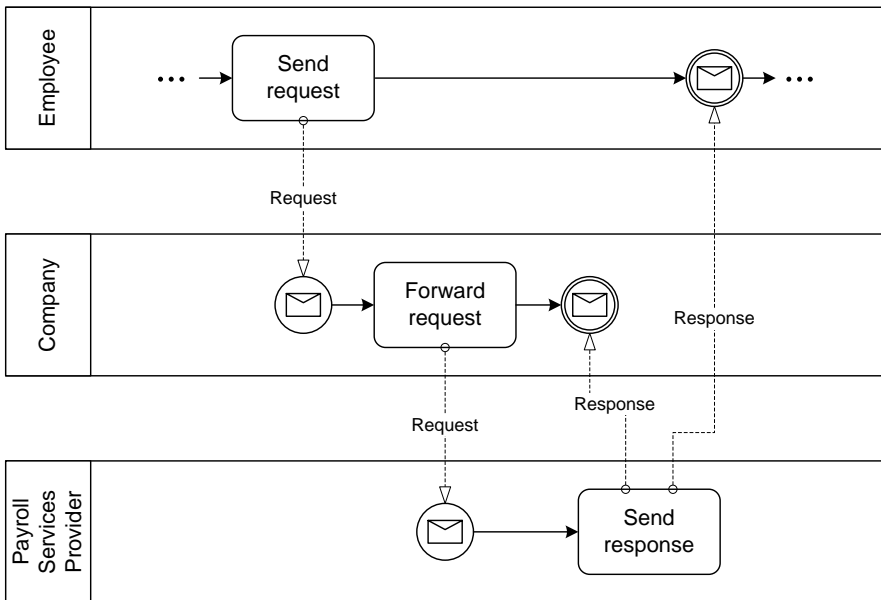 Employee
...
Send
request
...
Request
Company
Forward
request
Response
Response
Request
Payroll
Services
Provider
Send
response